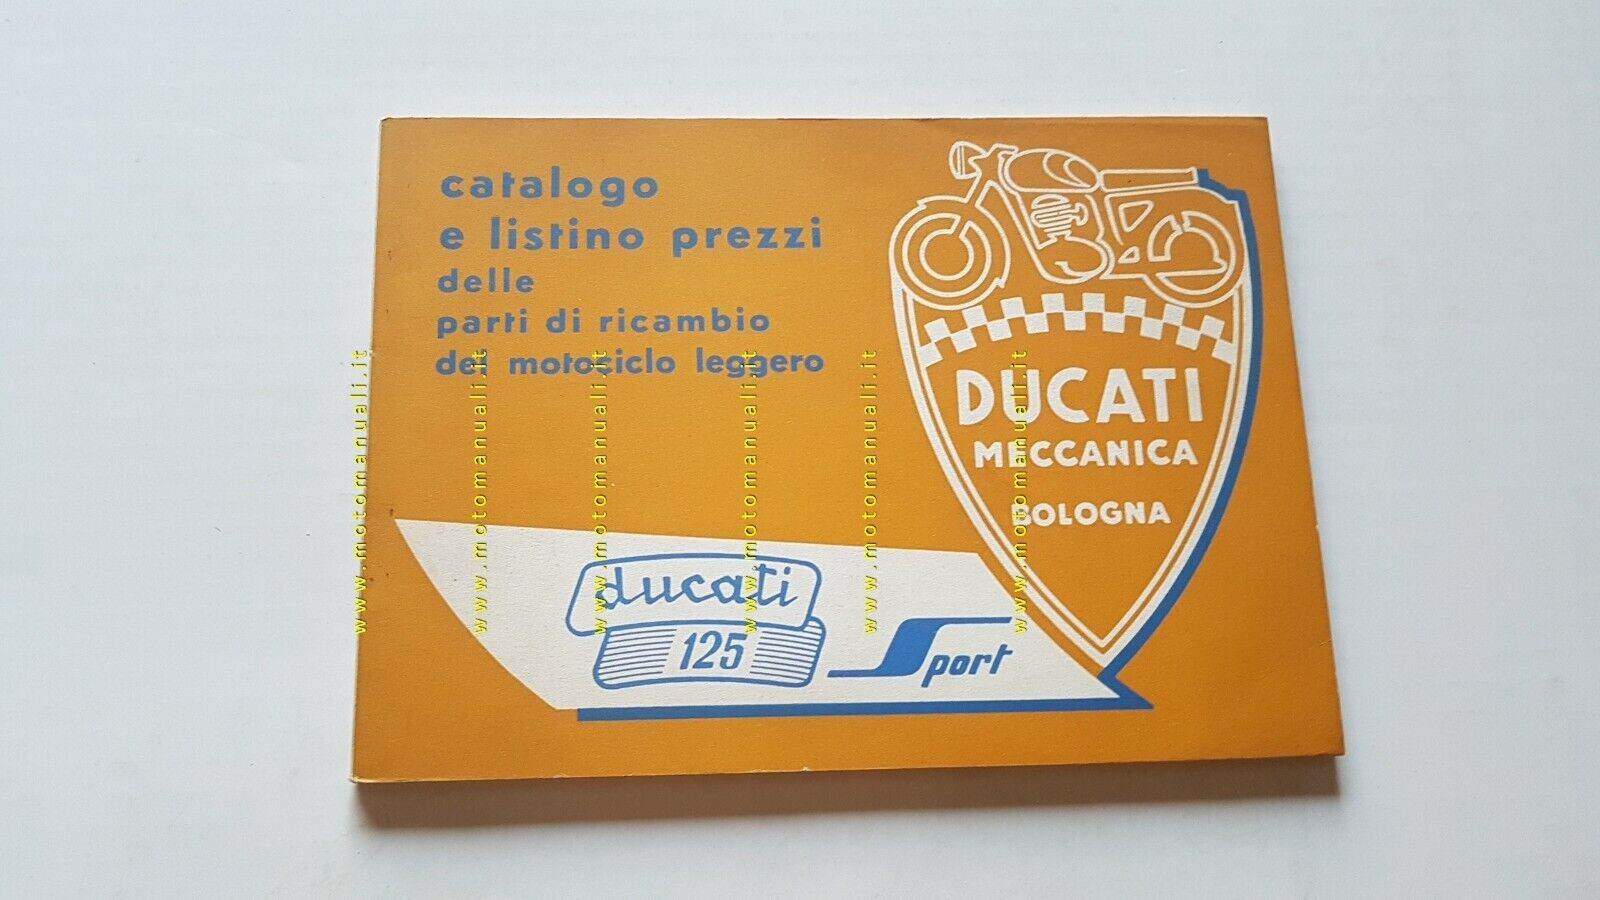 catalogo
e listino prezzi
delle
parti di ricambio
del motociclo leggero
DUCATI
MECCANICA
BOLOGNA
ducati
125
Sport
www.motomanuali.it
www.motomanuali.it
www.motomanuali.it
www.motomanuali.it
www.motomanuali.it
www.motomanuali.it